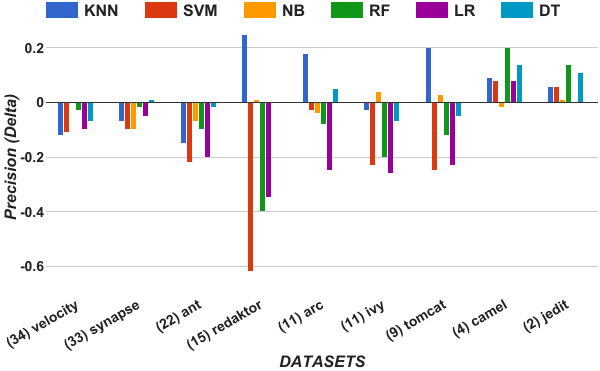 KNN SVM NB RF LR DT
0.2
0
-0.2
-0.4
-0.6
Precision (Delta)
(34) velocity
(33) synapse
(22) ant
(15) redaktor
(11) arc
(11) ivy
(9) tomcat
(4) camel
(2) jedit
DATASETS